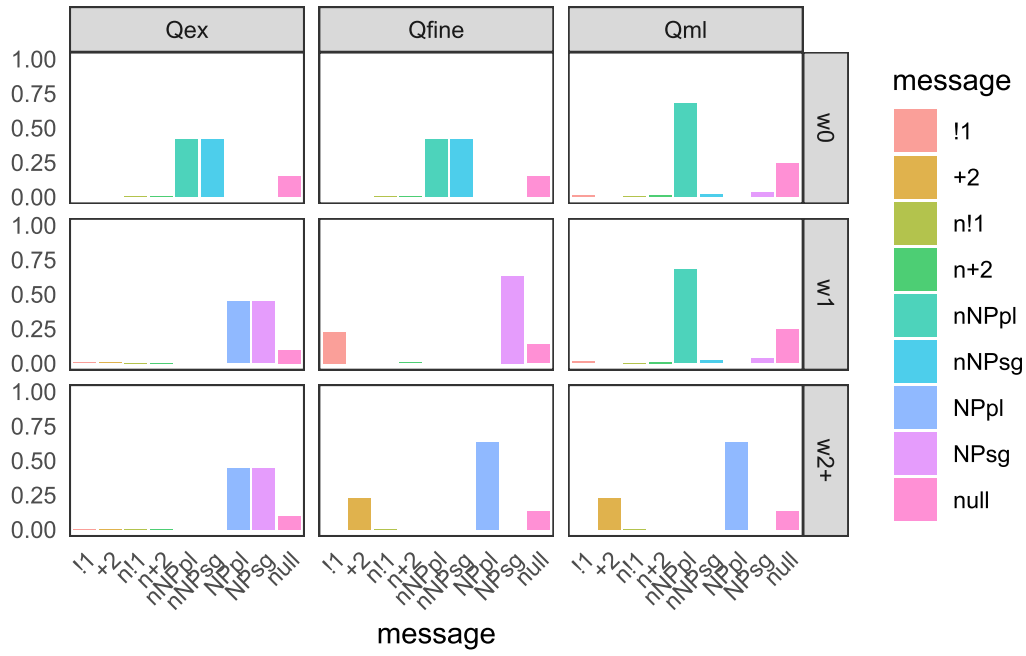 Qex Qfine Qml
1.00
0.75
0.50
0.25
0.00
w0
1.00
0.75
0.50
0.25
0.00
w1
1.00
0.75
0.50
0.25
0.00
w2+
!1 +2 n!1 n+2 nNPpl nNPsg NPpl NPsg null
!1 +2 n!1 n+2 nNPpl nNPsg NPpl NPsg null
!1 +2 n!1 n+2 nNPpl nNPsg NPpl NPsg null
message
message
!1
+2
n!1
n+2
nNPpl
nNPsg
NPpl
NPsg
null